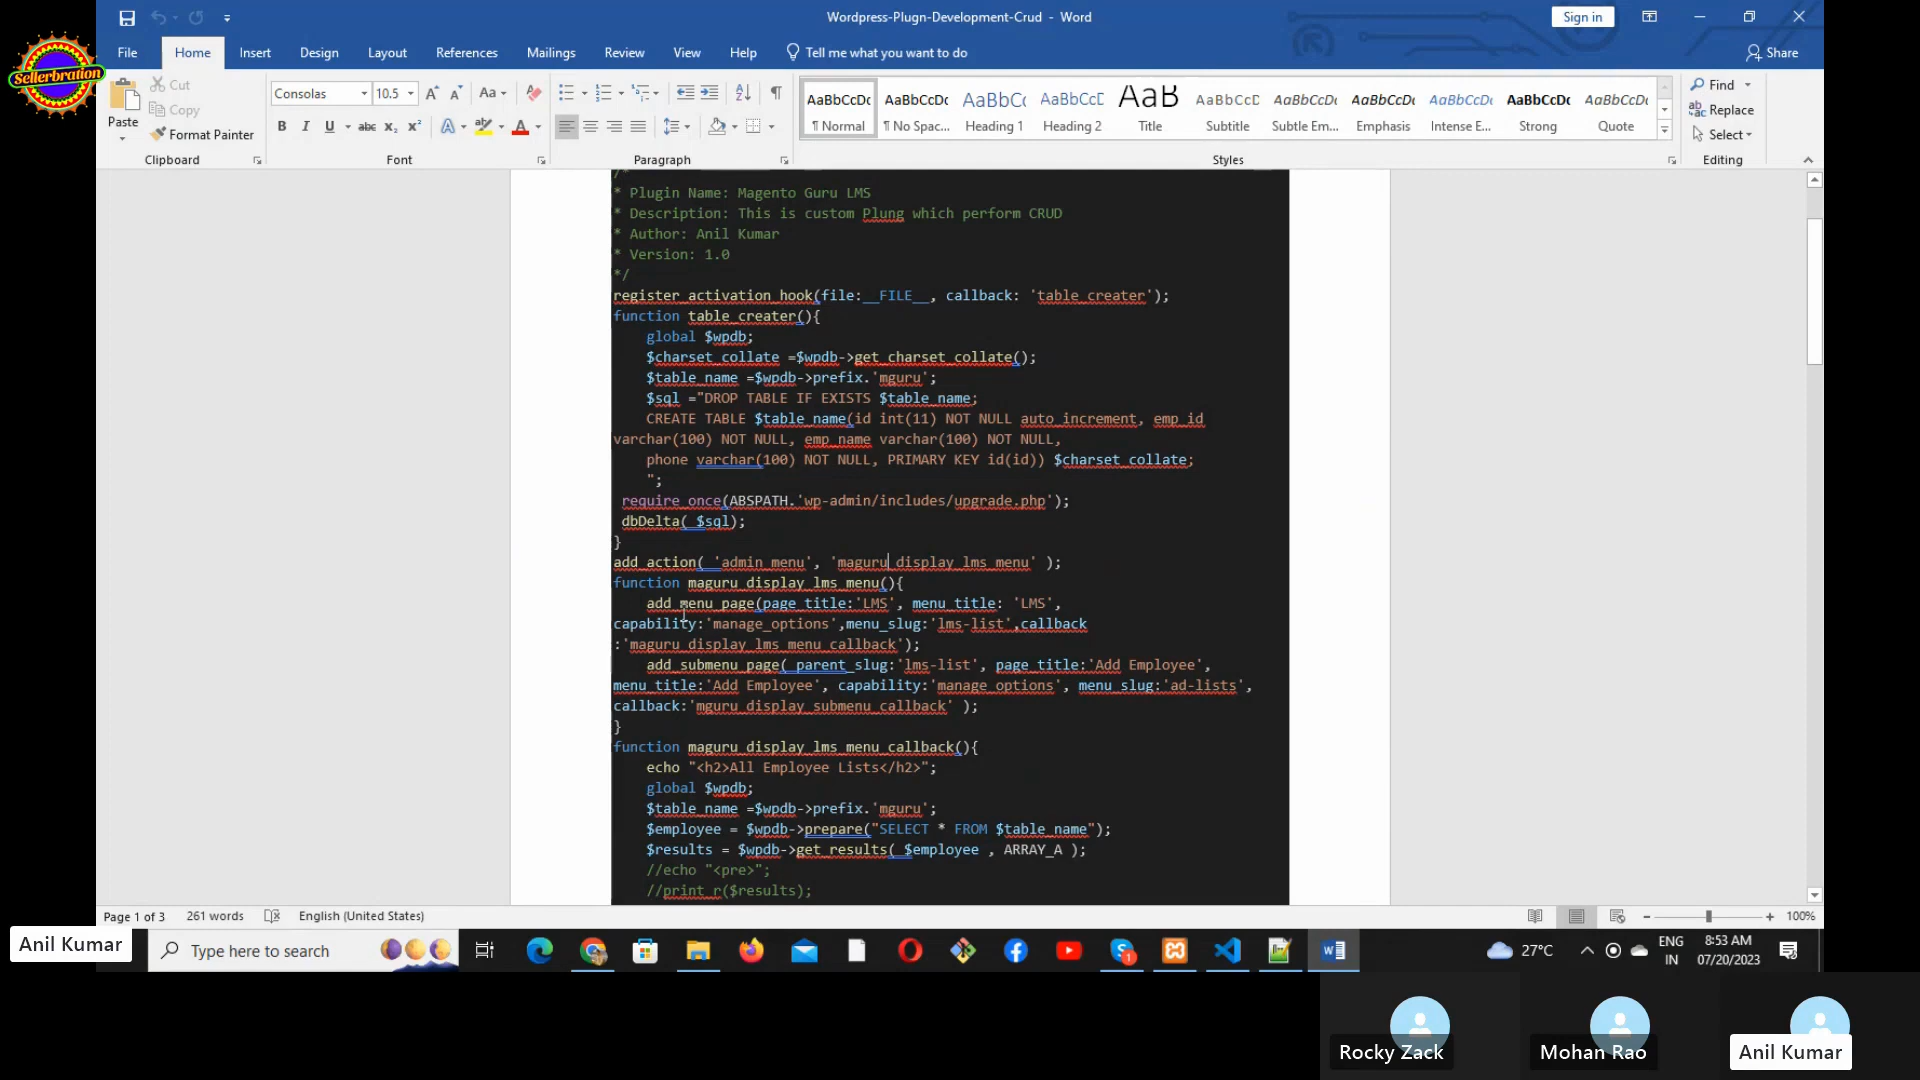 Sellerbration
Wordpress-Plugn-Development-Crud - Word
Sign in
File Home Insert Design Layout References Mailings Review View Help Tell me what you want to do Share
Paste
Cut
Copy
Format Painter
Clipboard
Consolas 10.5
Font
Paragraph
AaBbCcDc AaBbCcDc AaBbCc AaBbCcD AaB AaBbCcD AaBbCcDc AaBbCcDc AaBbCcDc AaBbCcDc AaBbCcDc
¶ Normal ¶ No Spac... Heading 1 Heading 2 Title Subtitle Subtle Em... Emphasis Intense E... Strong Quote
Styles
Find
Replace
Select
Editing
/*
* Plugin Name: Magento Guru LMS
* Description: This is custom Plung which perform CRUD
* Author: Anil Kumar
* Version: 1.0
*/
register_activation_hook(file:__FILE__, callback: 'table_creater');
function table_creater(){
global $wpdb;
$charset_collate =$wpdb->get_charset_collate();
$table_name =$wpdb->prefix.'mguru';
$sql ="DROP TABLE IF EXISTS $table_name;
CREATE TABLE $table_name(id int(11) NOT NULL auto_increment, emp_id
varchar(100) NOT NULL, emp_name varchar(100) NOT NULL,
phone varchar(100) NOT NULL, PRIMARY KEY id(id)) $charset_collate;
";
require_once(ABSPATH.'wp-admin/includes/upgrade.php');
dbDelta( $sql);
}
add_action( 'admin_menu', 'maguru_display_lms_menu' );
function maguru_display_lms_menu(){
add_menu_page(page_title:'LMS', menu_title: 'LMS',
capability:'manage_options',menu_slug:'lms-list',callback
:'maguru_display_lms_menu_callback');
add_submenu_page( parent_slug:'lms-list', page_title:'Add Employee',
menu_title:'Add Employee', capability:'manage_options', menu_slug:'ad-lists',
callback:'mguru_display_submenu_callback' );
}
function maguru_display_lms_menu_callback(){
echo "<h2>All Employee Lists</h2>";
global $wpdb;
$table_name =$wpdb->prefix.'mguru';
$employee = $wpdb->prepare("SELECT * FROM $table_name");
$results = $wpdb->get_results( $employee , ARRAY_A );
//echo "<pre>";
//print_r($results);
Page 1 of 3 261 words English (United States) 100%
Anil Kumar
Type here to search
27°C
ENG
IN
8:53 AM
07/20/2023
Rocky Zack
Mohan Rao
Anil Kumar